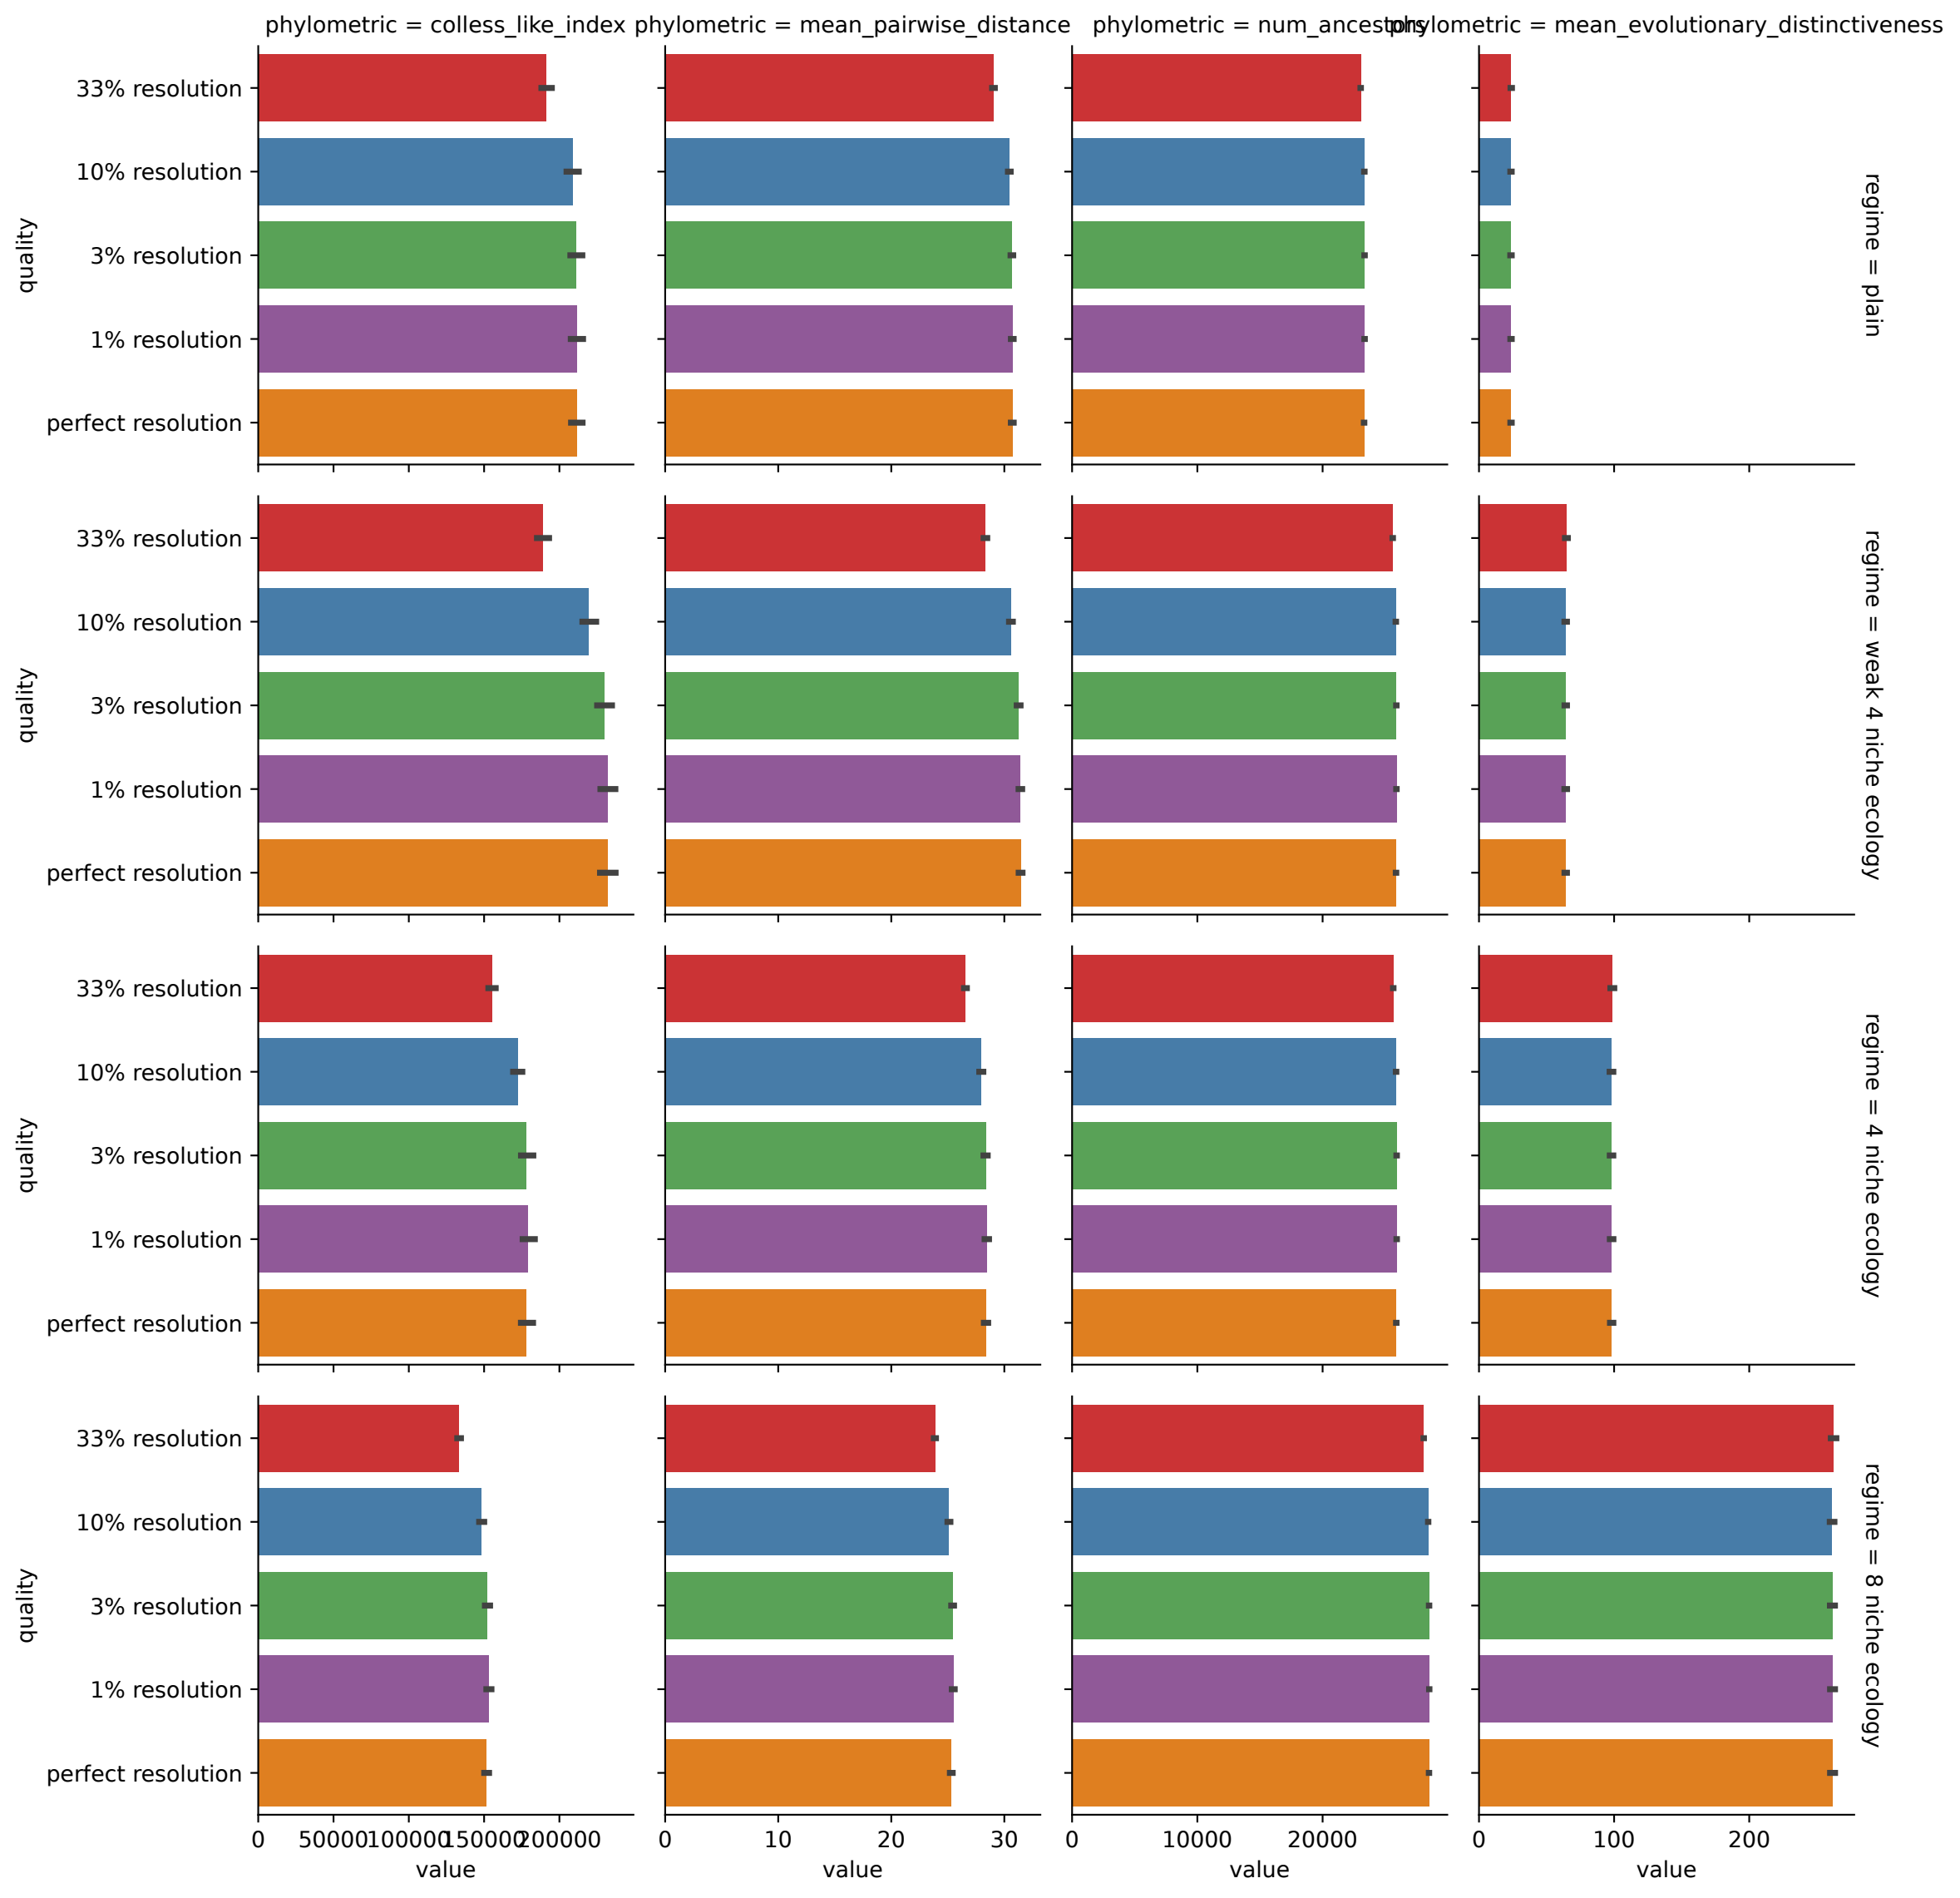 phylometric = colless_like_index
phylometric = mean_pairwise_distance
phylometric = num_ancestors
phylometric = mean_evolutionary_distinctiveness
quality
33% resolution
10% resolution
3% resolution
1% resolution
perfect resolution
regime = plain
quality
33% resolution
10% resolution
3% resolution
1% resolution
perfect resolution
regime = weak 4 niche ecology
quality
33% resolution
10% resolution
3% resolution
1% resolution
perfect resolution
regime = 4 niche ecology
quality
33% resolution
10% resolution
3% resolution
1% resolution
perfect resolution
regime = 8 niche ecology
0 50000 100000 150000 200000
0 10 20 30
0 10000 20000
0 100 200
value
value
value
value